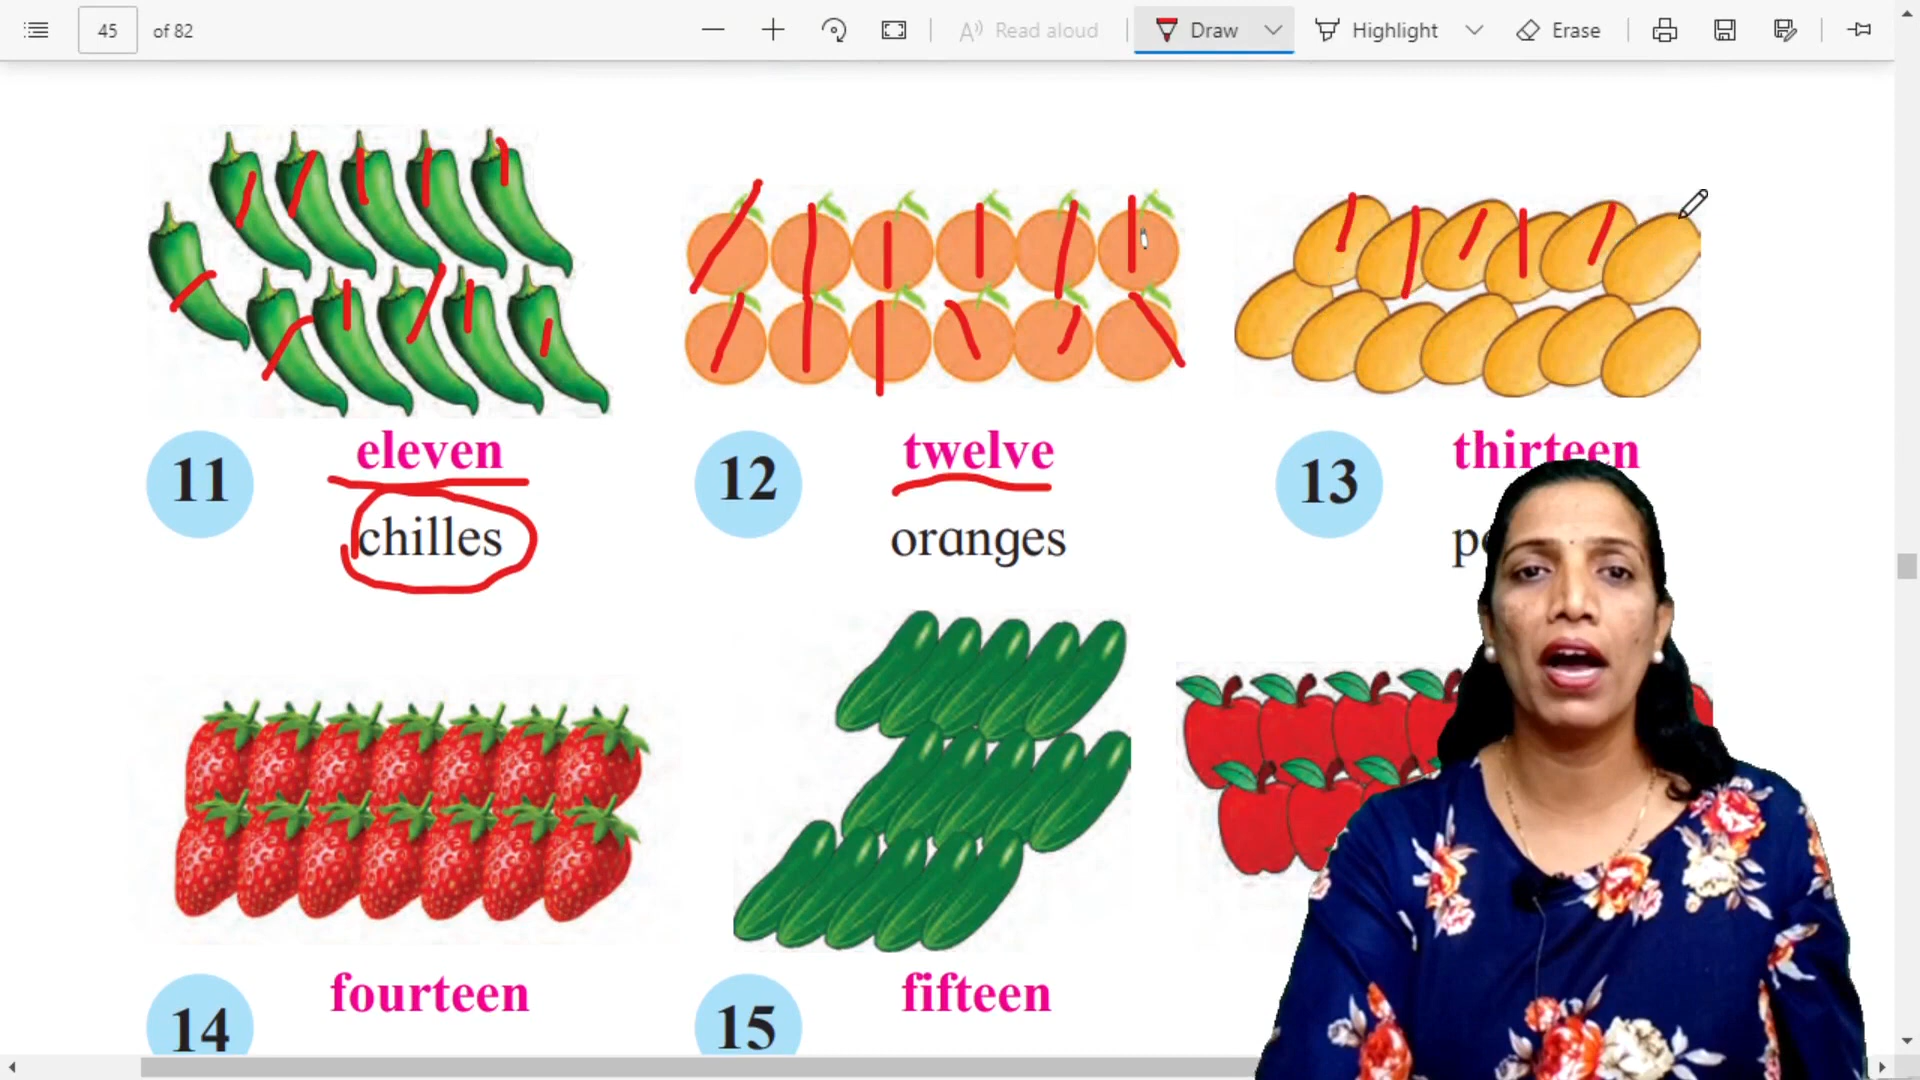 45 of 82
Read aloud
Draw
Highlight
Erase
11 eleven
chilles
12 twelve
oranges
13 thirteen
14 fourteen
15 fifteen